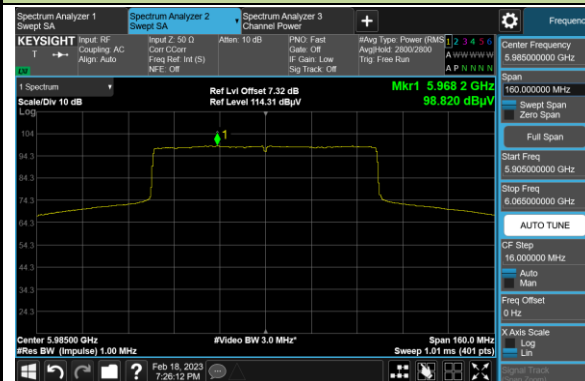 Spectrum Analyzer 1
Swept SA
Spectrum Analyzer 2
Swept SA
Spectrum Analyzer 3
Channel Power
Frequency
KEYSIGHT
T
LXI
Input: RF
Coupling: AC
Align: Auto
Input Z: 50 Ω
Corr CCorr
Freq Ref: Int (S)
NFE: Off
Atten: 10 dB
PNO: Fast
Gate: Off
IF Gain: Low
Sig Track: Off
#Avg Type: Power (RMS
Avg|Hold: 2800/2800
Trig: Free Run
1 2 3 4 5 6
A W W W W W
A P N N N N
1 Spectrum
Scale/Div 10 dB
Log
Ref Lvl Offset 7.32 dB
Ref Level 114.31 dBµV
Mkr1 5.968 2 GHz
98.820 dBµV
104
94.3
84.3
74.3
64.3
54.3
44.3
34.3
24.3
1
Center 5.98500 GHz
#Res BW (Impulse) 1.00 MHz
#Video BW 3.0 MHz*
Span 160.0 MHz
Sweep 1.01 ms (401 pts)
Center Frequency
5.985000000 GHz
Span
160.000000 MHz
Swept Span
Zero Span
Full Span
Start Freq
5.905000000 GHz
Stop Freq
6.065000000 GHz
AUTO TUNE
CF Step
16.000000 MHz
Auto
Man
Freq Offset
0 Hz
X Axis Scale
Log
Lin
Signal Track
(Span Zoom)
?
Feb 18, 2023
7:26:12 PM